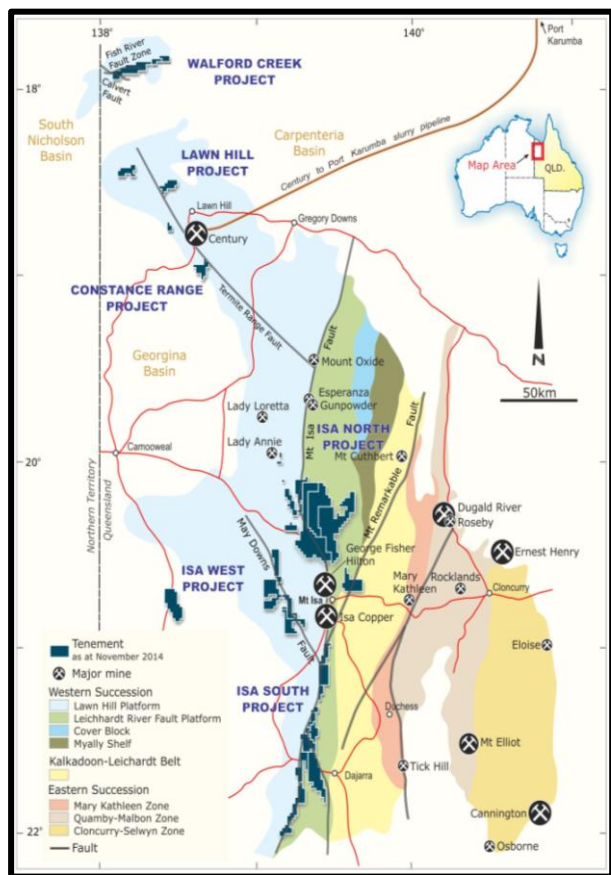 138°
140°
Port
Karumba
Fish River
Fault Zone
WALFORD CREEK
PROJECT
Calvert
Fault
18°
South
Nicholson
Basin
Carpenteria
Basin
Century to Port Karumba slurry pipeline
Map Area
QLD.
LAWN HILL
PROJECT
Lawn Hill
Gregory Downs
Century
CONSTANCE RANGE
PROJECT
Termite Range Fault
Fault
N
Georgina
Basin
Mount Oxide
50km
Esperanza
Gunpowder
Lady Loretta
Mt Isa
ISA NORTH
PROJECT
Fault
Lady Annie
Mt Cuthbert
20°
Camooweal
Mt Remarkable
Northern Territory
Queensland
Dugald River
Roseby
May Downs
George Fisher
Hilton
Ernest Henry
ISA WEST
PROJECT
Mary
Kathleen
Rocklands
Cloncurry
Mt Isa
Isa Copper
Fault
Eloise
Tenement
as at November 2014
Major mine
ISA SOUTH
PROJECT
Western Succession
Lawn Hill Platform
Leichhardt River Fault Platform
Cover Block
Myally Shelf
Duchess
Mt Elliot
Kalkadoon-Leichardt Belt
Tick Hill
Dajarra
Eastern Succession
Mary Kathleen Zone
Quamby-Malbon Zone
Cloncurry-Selwyn Zone
Fault
Cannington
22°
Osborne